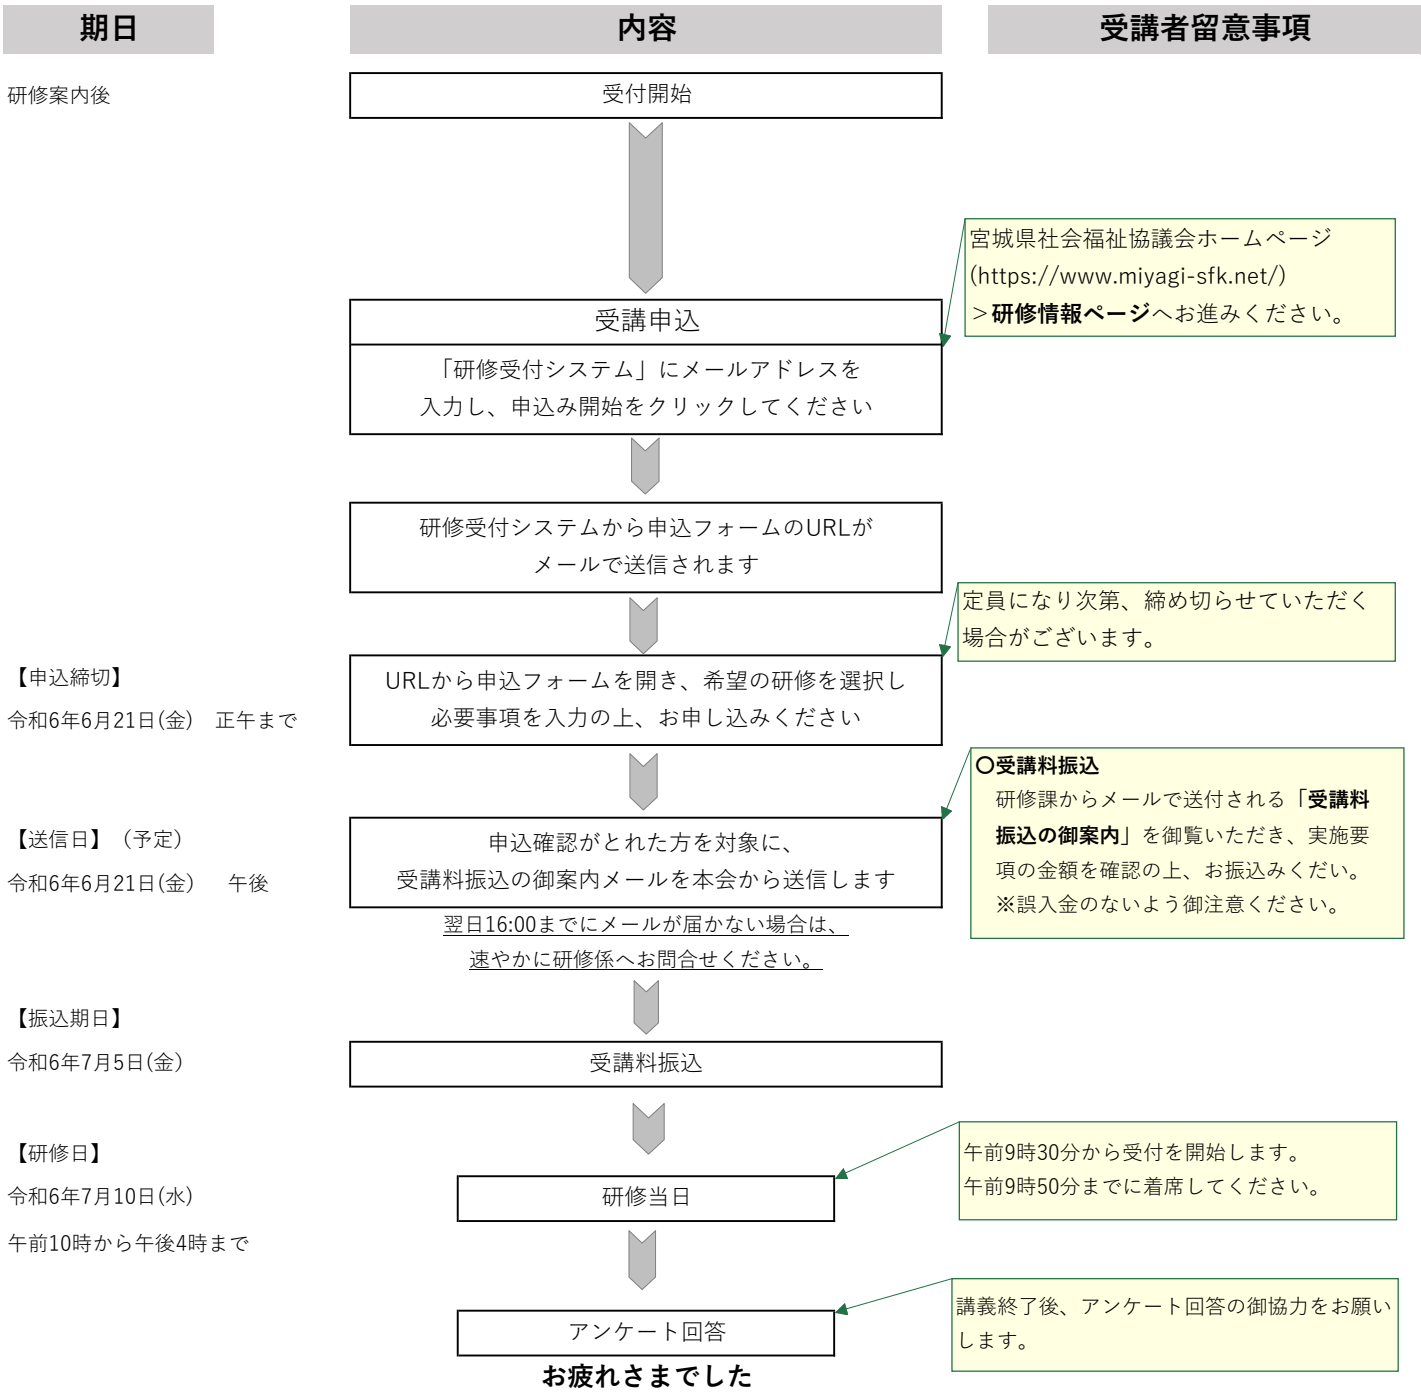 期日
内容
受講者留意事項
研修案内後
受付開始
宮城県社会福祉協議会ホームページ
(https://www.miyagi-sfk.net/)
＞研修情報ページへお進みください。
受講申込
「研修受付システム」にメールアドレスを
入力し、申込み開始をクリックしてください
研修受付システムから申込フォームのURLが
メールで送信されます
定員になり次第、締め切らせていただく
場合がございます。
【申込締切】
令和6年6月21日(金)　正午まで
URLから申込フォームを開き、希望の研修を選択し
必要事項を入力の上、お申し込みください
〇受講料振込
研修課からメールで送付される「受講料
振込の御案内」を御覧いただき、実施要
項の金額を確認の上、お振込みくだい。
※誤入金のないよう御注意ください。
【送信日】（予定）
令和6年6月21日(金)　午後
申込確認がとれた方を対象に、
受講料振込の御案内メールを本会から送信します
翌日16:00までにメールが届かない場合は、
速やかに研修係へお問合せください。
【振込期日】
令和6年7月5日(金)
受講料振込
【研修日】
令和6年7月10日(水)
午前10時から午後4時まで
研修当日
午前9時30分から受付を開始します。
午前9時50分までに着席してください。
アンケート回答
講義終了後、アンケート回答の御協力をお願い
します。
お疲れさまでした